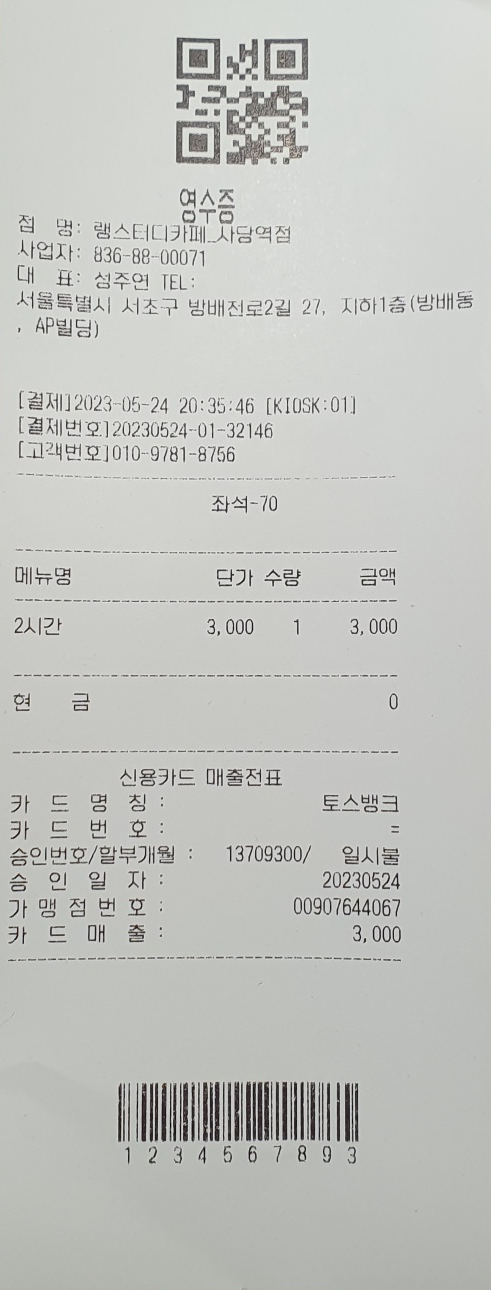 영수증
점 명: 랭스터디카페_사당역점
사업자: 836-88-00071
대 표: 성주연 TEL:
서울특별시 서초구 방배천로2길 27, 지하1층(방배동
, AP빌딩)
[결제]2023-05-24 20:35:46 [KIOSK:01]
[결제번호]20230524-01-32146
[고객번호]010-9781-8756
좌석-70
메뉴명 단가 수량 금액
2시간 3,000 1 3,000
현 금 0
신용카드 매출전표
카 드 명 칭 : 토스뱅크
카 드 번 호 : =
승인번호/할부개월 : 13709300/ 일시불
승 인 일 자 : 20230524
가 맹 점 번 호 : 00907644067
카 드 매 출 : 3,000
1 2 3 4 5 6 7 8 9 3